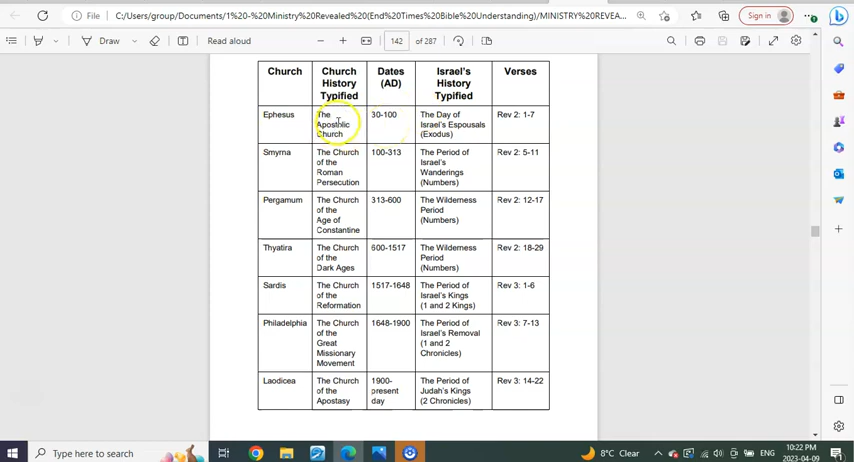 C:/Users/group/Documents/1%20-%20Ministry%20Revealed%20(End%20Times%20Bible%20Understanding)/MINISTRY%20REVEA...
Sign in
Draw
Read aloud
142 of 287
Church
Church History Typified
Dates (AD)
Israel's History Typified
Verses
Ephesus
The
Apostolic
Church
30-100
The Day of
Israel's Espousals
(Exodus)
Rev 2: 1-7
Smyrna
The Church
of the
Roman
Persecution
100-313
The Period of
Israel's
Wanderings
(Numbers)
Rev 2: 5-11
Pergamum
The Church
of the
Age of
Constantine
313-600
The Wilderness
Period
(Numbers)
Rev 2: 12-17
Thyatira
The Church
of the
Dark Ages
600-1517
The Wilderness
Period
(Numbers)
Rev 2: 18-29
Sardis
The Church
of the
Reformation
1517-1648
The Period of
Israel's Kings
(1 and 2 Kings)
Rev 3: 1-6
Philadelphia
The Church
of the
Great
Missionary
Movement
1648-1900
The Period of
Israel's Removal
(1 and 2
Chronicles)
Rev 3: 7-13
Laodicea
The Church
of the
Apostasy
1900-
present
day
The Period of
Judah's Kings
(2 Chronicles)
Rev 3: 14-22
Type here to search
8°C Clear
ENG
10:22 PM
2023-04-09